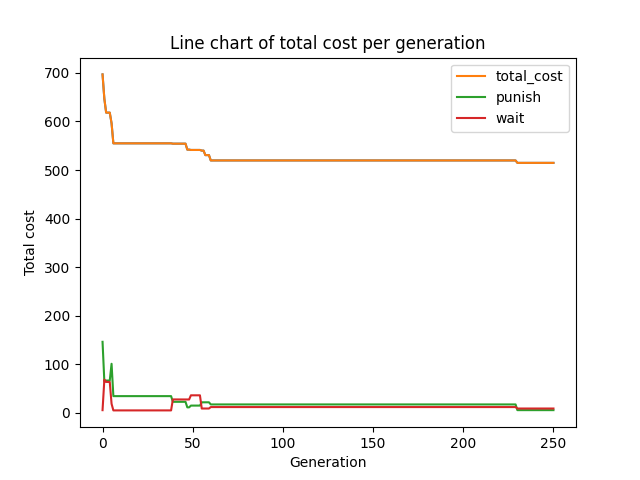 Line chart of total cost per generation
total_cost
punish
wait
700
600
500
400
300
200
100
0
Total cost
0 50 100 150 200 250
Generation